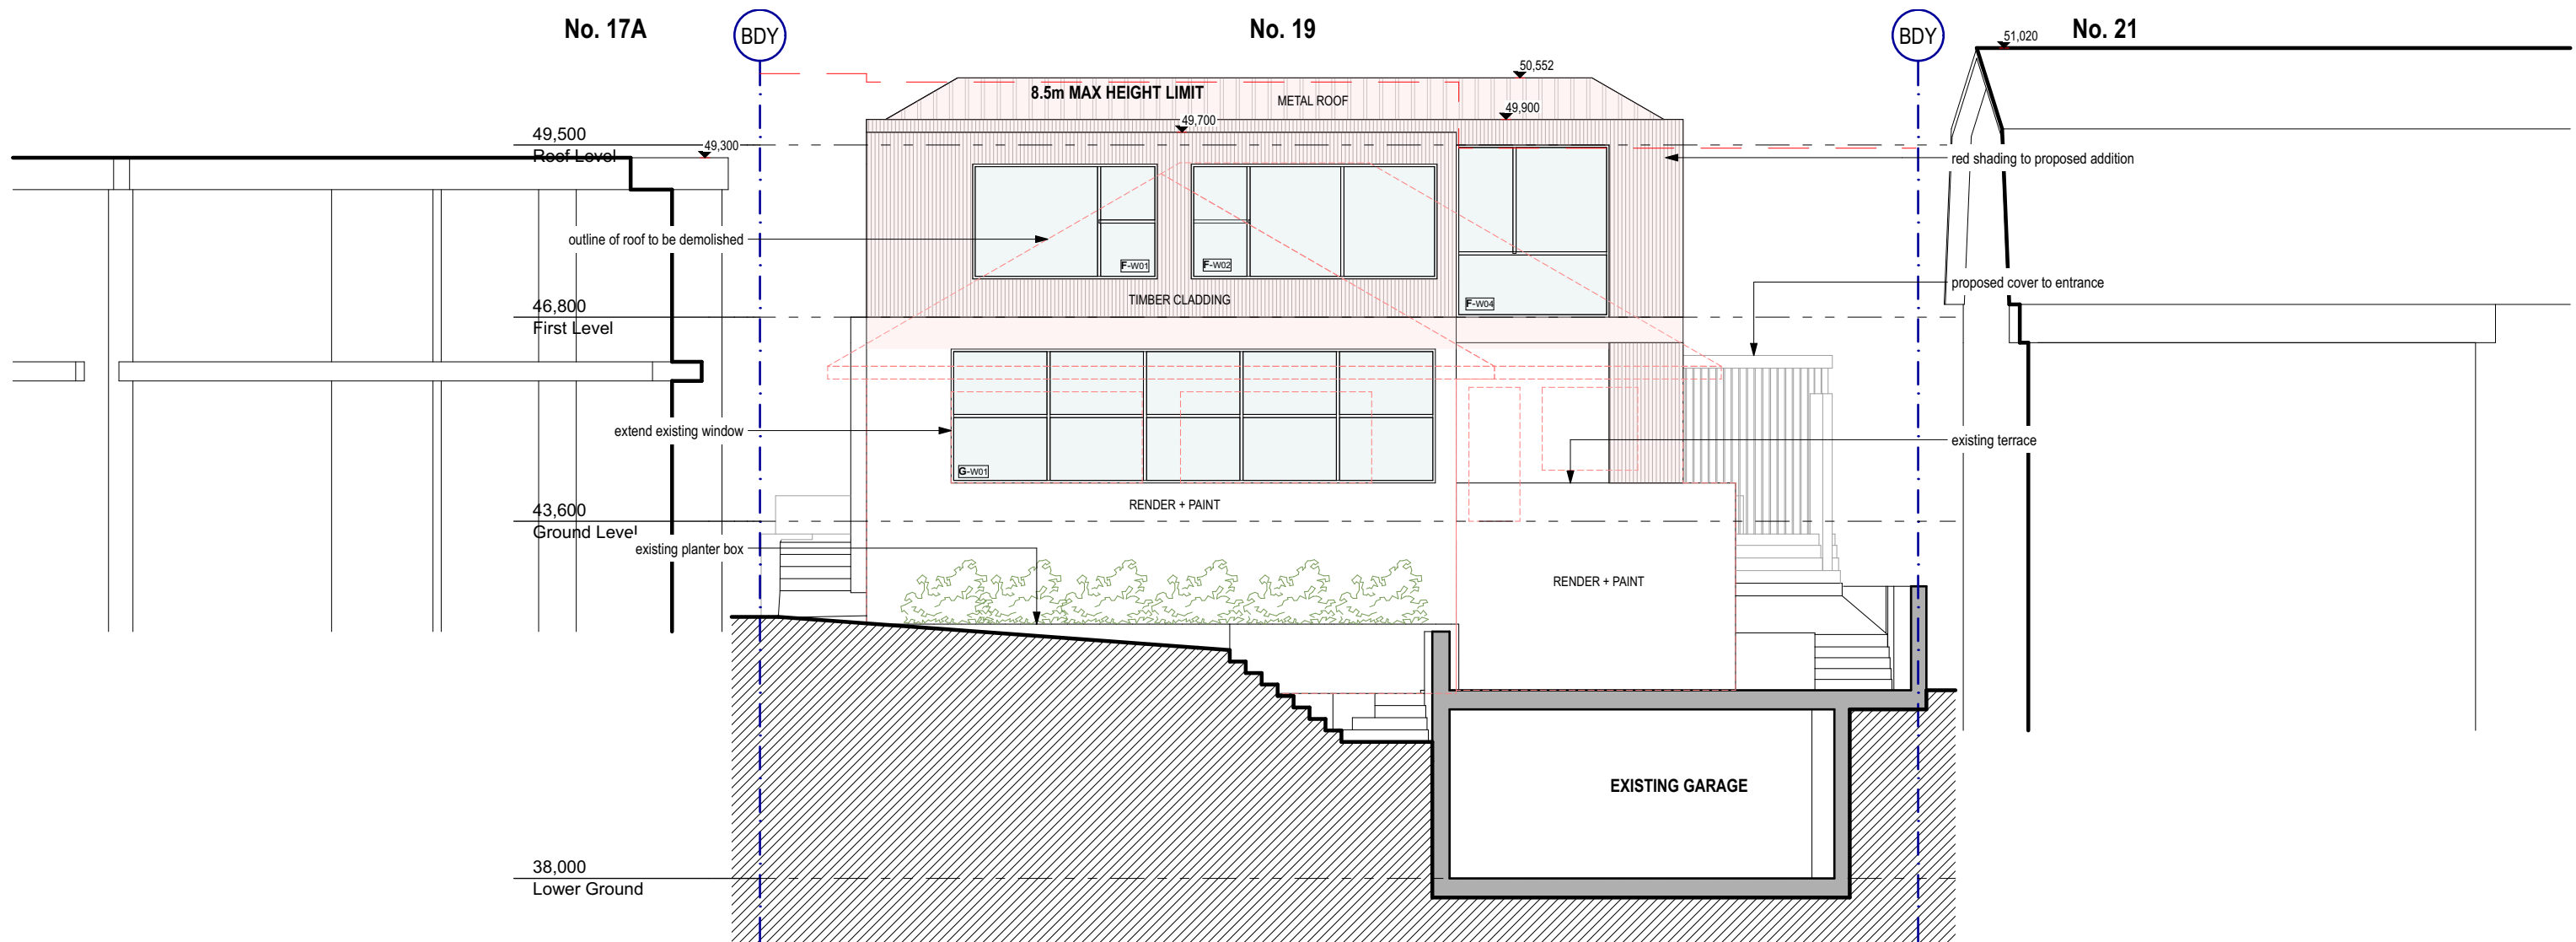 No. 17A
BDY
No. 19
BDY
No. 21
51,020
50,552
8.5m MAX HEIGHT LIMIT
METAL ROOF
49,900
49,700
49,500
Roof Level
49,300
red shading to proposed addition
outline of roof to be demolished
F-W01
F-W02
F-W04
proposed cover to entrance
TIMBER CLADDING
46,800
First Level
extend existing window
existing terrace
G-W01
RENDER + PAINT
43,600
Ground Level
existing planter box
RENDER + PAINT
EXISTING GARAGE
38,000
Lower Ground